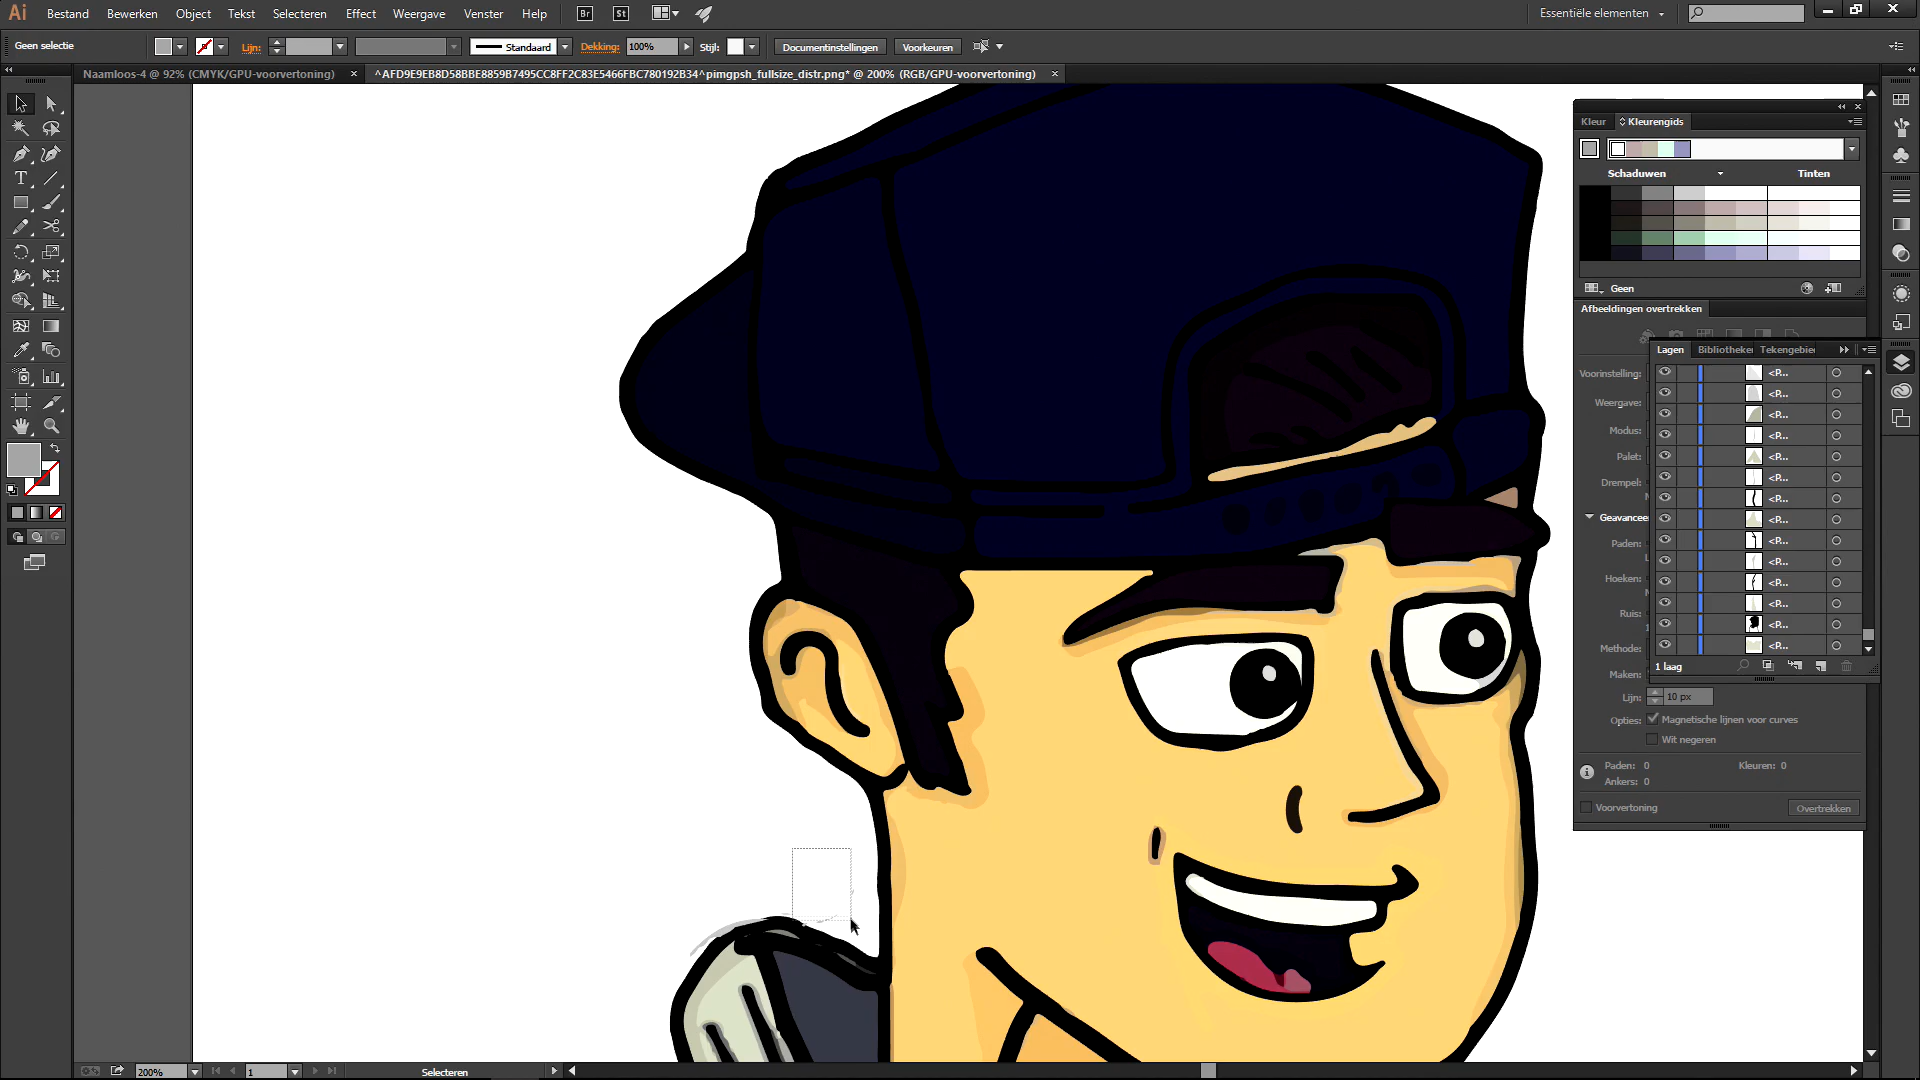 Ai Bestand Bewerken Object Tekst Selecteren Effect Weergave Venster Help Br St Essentiële elementen
Geen selectie Lijn: Standaard Dekking: 100% Stijl: Documentinstellingen Voorkeuren
Naamloos-4 @ 92% (CMYK/GPU-voorvertoning) × ^AFD9E9EB8D58BBE8859B7495CC8FF2C83E5466FBC780192B34^pimgpsh_fullsize_distr.png* @ 200% (RGB/GPU-voorvertoning) ×
Kleur Kleurengids
Schaduwen Tinten
Geen
Afbeeldingen overtrekken
Lagen Bibliotheke Tekengebie
Voorinstelling: <P...
<P...
Weergave:
<P...
Modus: <P...
Palet: <P...
Drempel: <P...
<P...
Geavancee <P...
Paden: <P...
<P...
Hoeken: <P...
<P...
Ruis: <P...
Methode: <P...
1 laag
Maken:
Lijn: 10 px
Opties: Magnetische lijnen voor curves
Wit negeren
Paden: 0 Kleuren: 0
Ankers: 0
Voorvertoning Overtrekken
200% 1 Selecteren